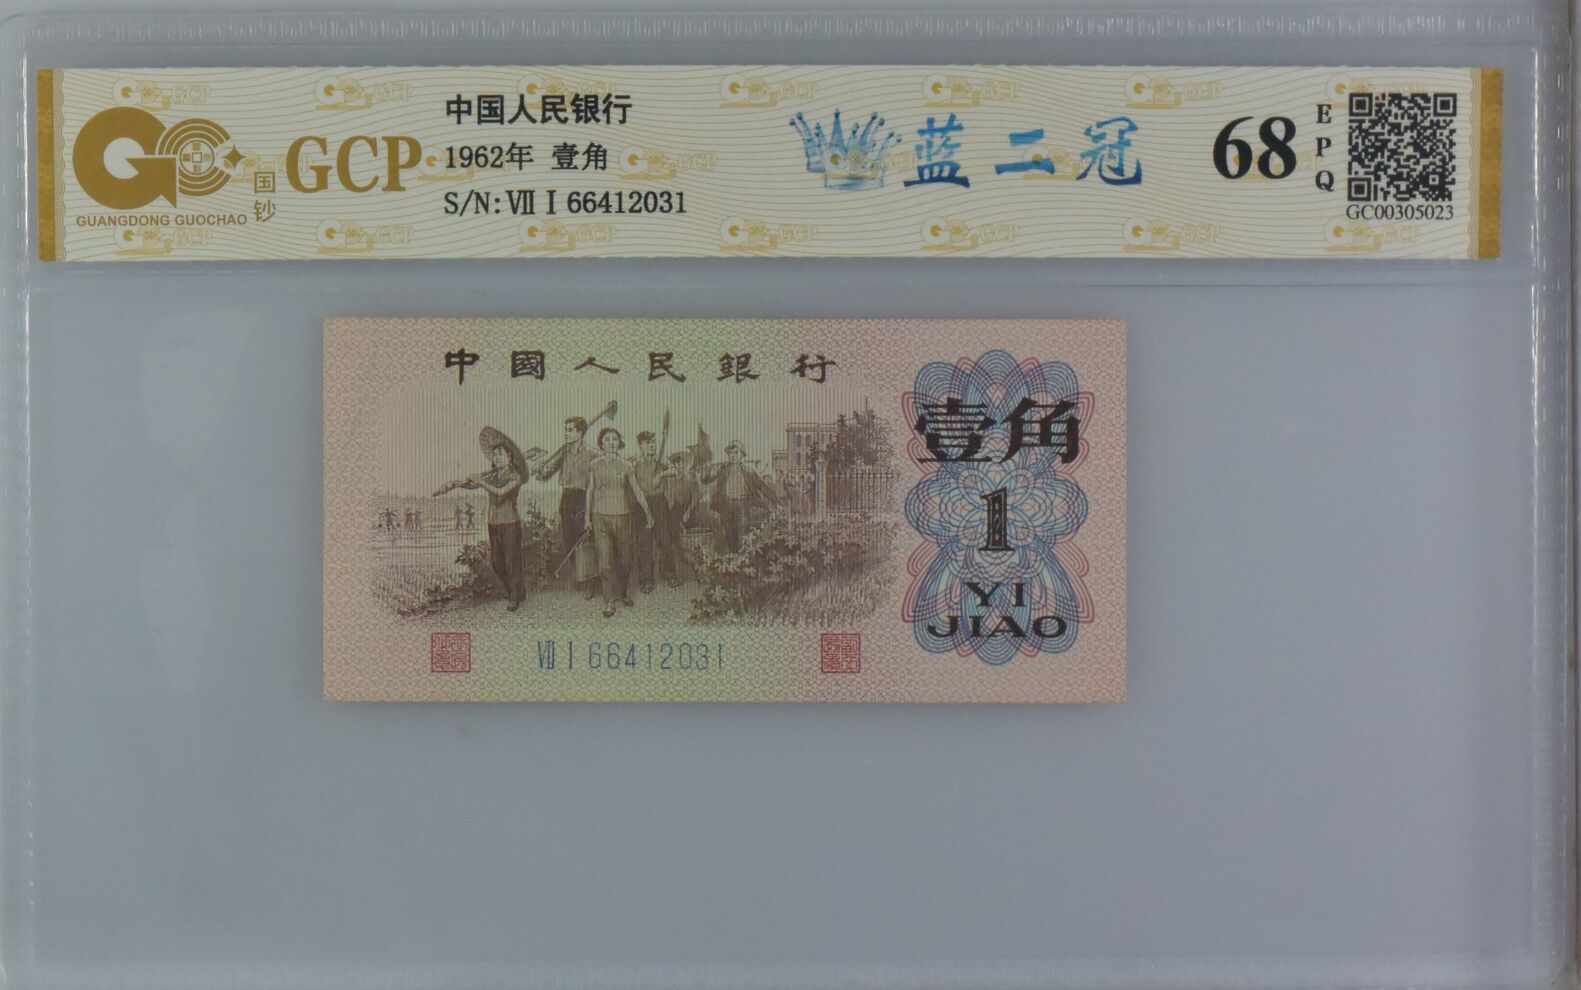 GUANGDONG GUOCHAO
国钞
GCP
中国人民银行
1962年 壹角
S/N: Ⅶ Ⅰ 66412031
蓝二冠
68
EPQ
GC00305023
中國人民銀行
壹角
1
YI
JIAO
Ⅶ Ⅰ 66412031